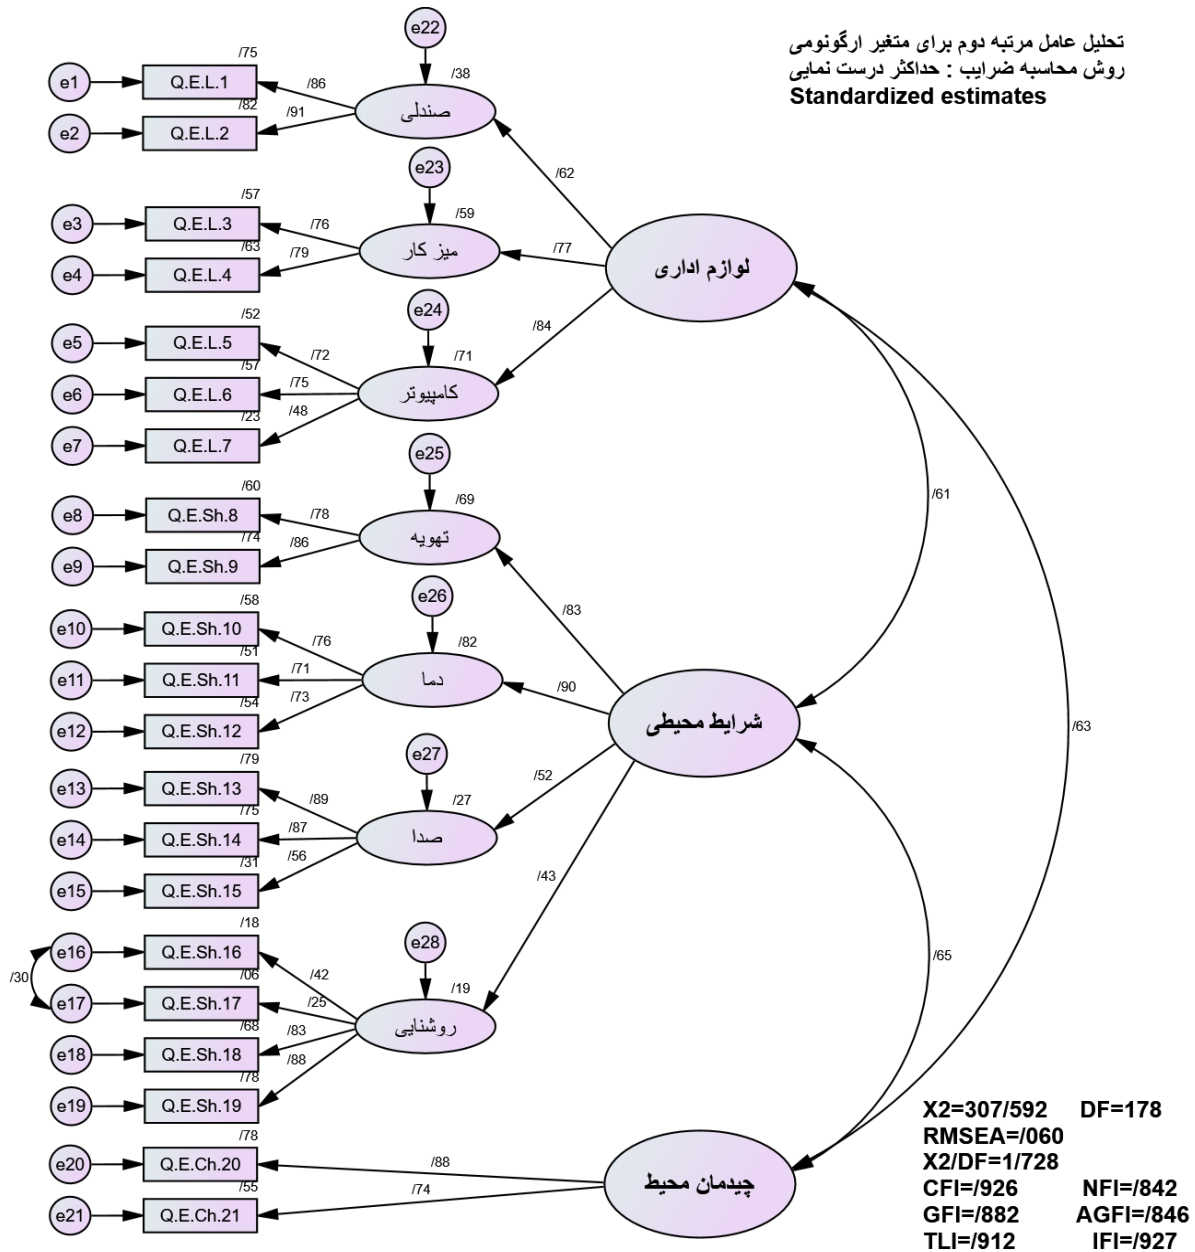 تحلیل عامل مرتبه دوم برای متغیر ارگونومی
روش محاسبه ضرایب : حداکثر درست نمایی
Standardized estimates
e22
/38
صندلی
/75
e1
Q.E.L.1
/86
/82
e2
Q.E.L.2
/91
/62
e23
/59
میز کار
/57
e3
Q.E.L.3
/76
/63
e4
Q.E.L.4
/79
/77
لوازم اداری
e24
/71
کامپیوتر
/84
/52
e5
Q.E.L.5
/72
/57
e6
Q.E.L.6
/75
/23
e7
Q.E.L.7
/48
/61
e25
/69
تهویه
/60
e8
Q.E.Sh.8
/78
/74
e9
Q.E.Sh.9
/86
/83
e26
/82
دما
/58
e10
Q.E.Sh.10
/76
/51
e11
Q.E.Sh.11
/71
/54
e12
Q.E.Sh.12
/73
/90
شرایط محیطی
/63
e27
/27
صدا
/52
/79
e13
Q.E.Sh.13
/89
/75
e14
Q.E.Sh.14
/87
/31
e15
Q.E.Sh.15
/56
/43
e28
/19
روشنایی
/18
e16
Q.E.Sh.16
/42
/30
/06
e17
Q.E.Sh.17
/25
/68
e18
Q.E.Sh.18
/83
/78
e19
Q.E.Sh.19
/88
/65
/78
e20
Q.E.Ch.20
/88
/55
e21
Q.E.Ch.21
/74
چیدمان محیط
X2=307/592 DF=178
RMSEA=/060
X2/DF=1/728
CFI=/926 NFI=/842
GFI=/882 AGFI=/846
TLI=/912 IFI=/927